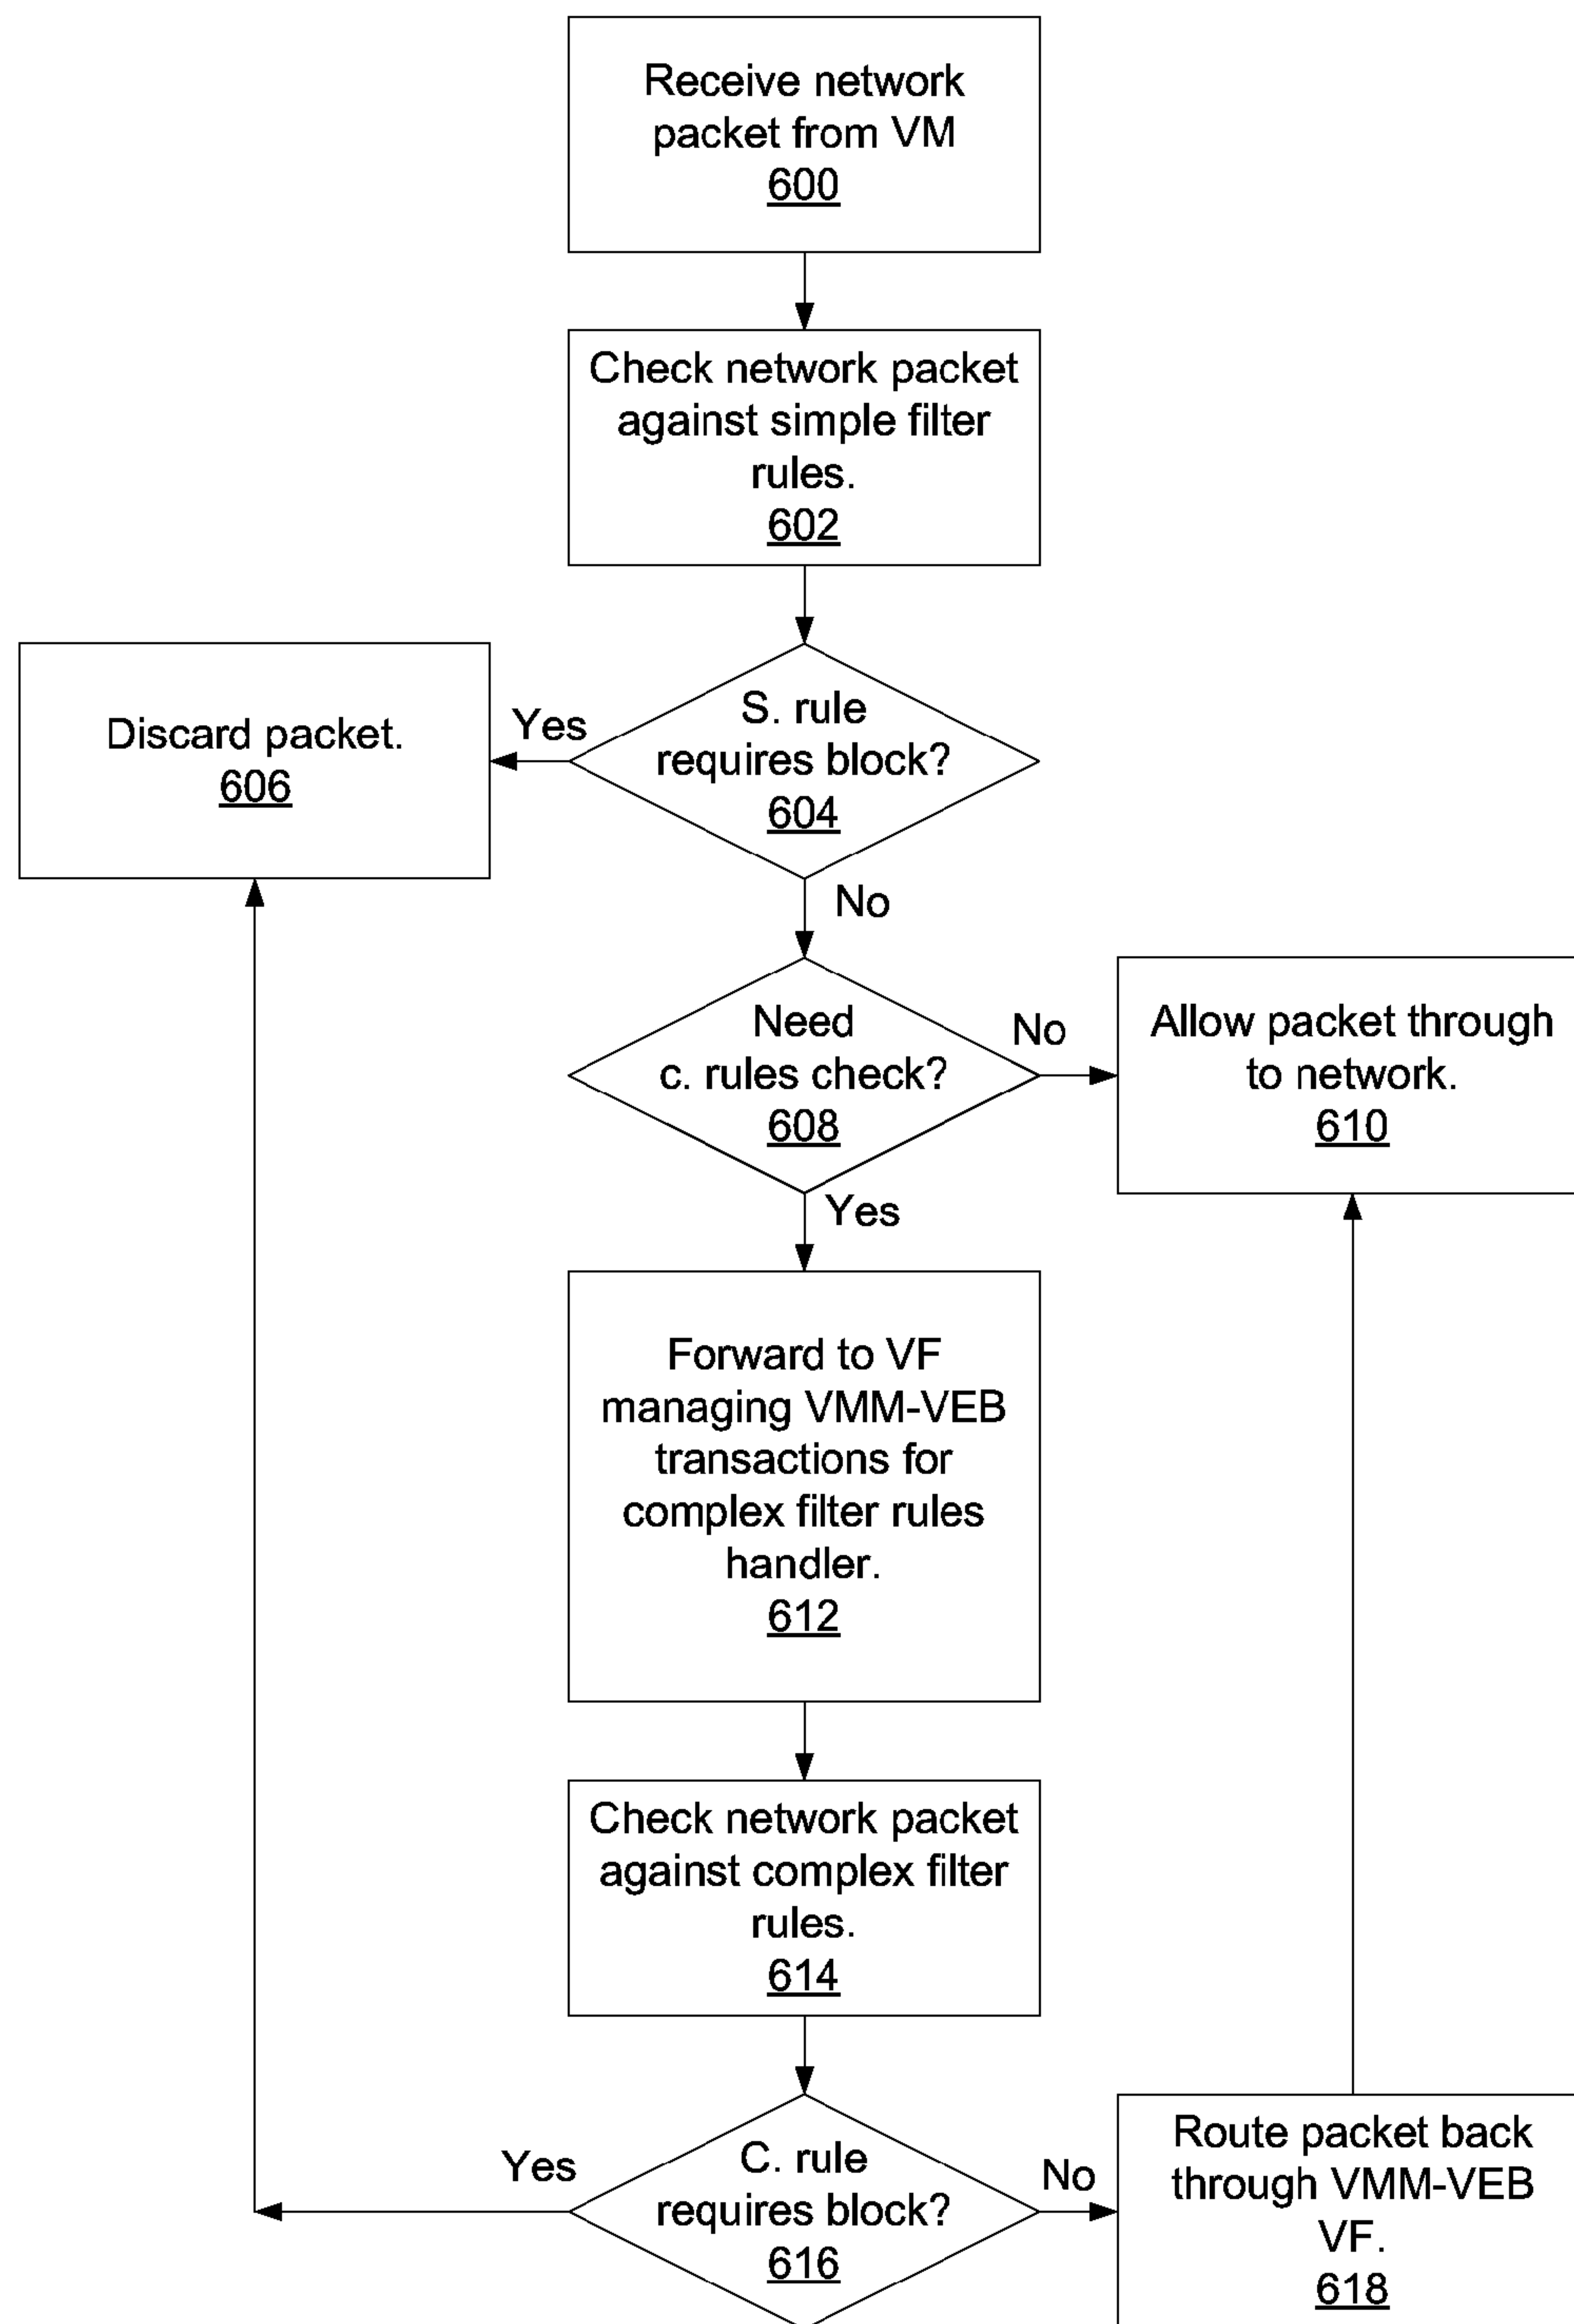 Receive network
packet from VM
600
Check network packet
against simple filter
rules.
602
Discard packet.
606
Yes
S. rule
requires block?
604
No
Need
c. rules check?
608
No
Allow packet through
to network.
610
Yes
Forward to VF
managing VMM-VEB
transactions for
complex filter rules
handler.
612
Check network packet
against complex filter
rules.
614
Yes
C. rule
requires block?
616
No
Route packet back
through VMM-VEB
VF.
618